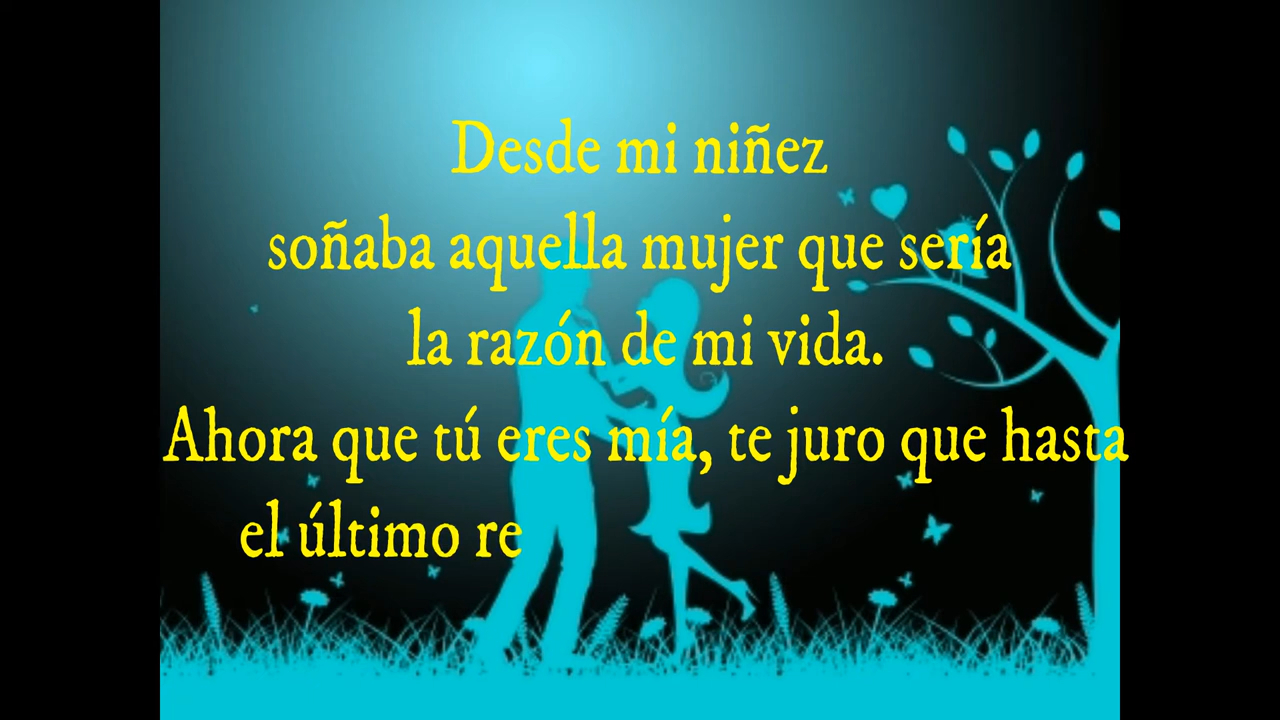 Desde mi niñez
soñaba aquella mujer que sería
la razón de mi vida.
Ahora que tú eres mía, te juro que hasta
el último re